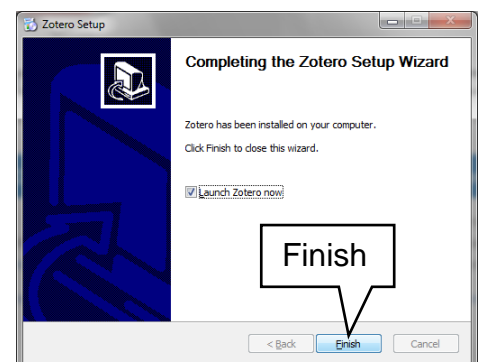 Zotero Setup
Completing the Zotero Setup Wizard
Zotero has been installed on your computer.
Click Finish to close this wizard.
Launch Zotero now
Finish
< Back Finish Cancel